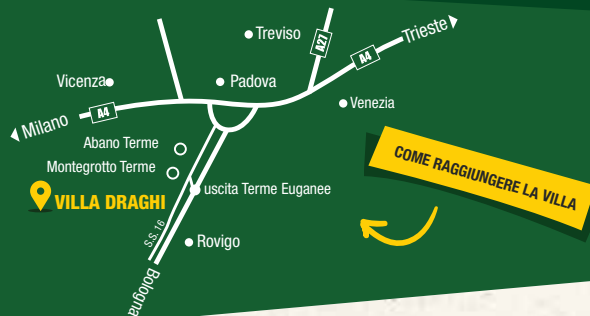 Treviso
A27
A4
Trieste
Vicenza
Padova
A4
Venezia
Milano
Abano Terme
Montegrotto Terme
VILLA DRAGHI
uscita Terme Euganee
S.S. 16
Rovigo
Bologna
COME RAGGIUNGERE LA VILLA